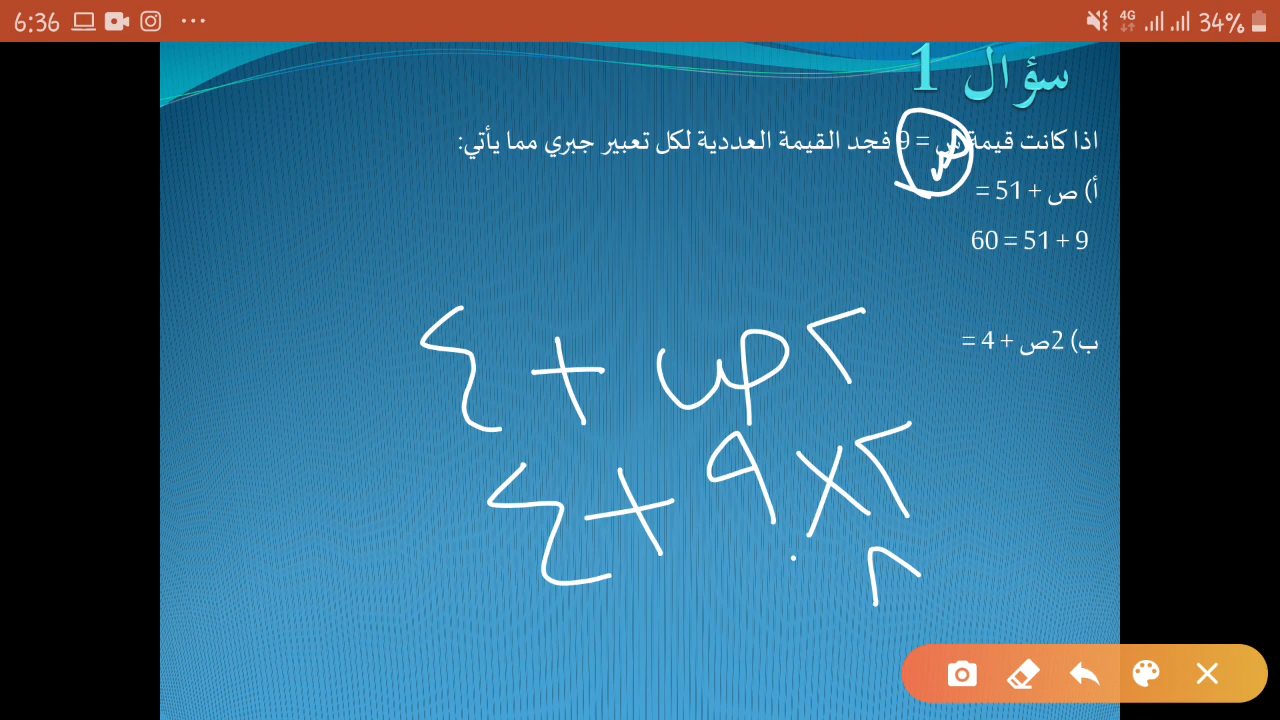 6:36
4G
34%
سؤال 1
اذا كانت قيمة س = 9 فجد القيمة العددية لكل تعبير جبري مما يأتي:
أ) ص + 51 =
9 + 51 = 60
ب) 2ص + 4 =
٢ص + ٤
٢×٩ + ٤